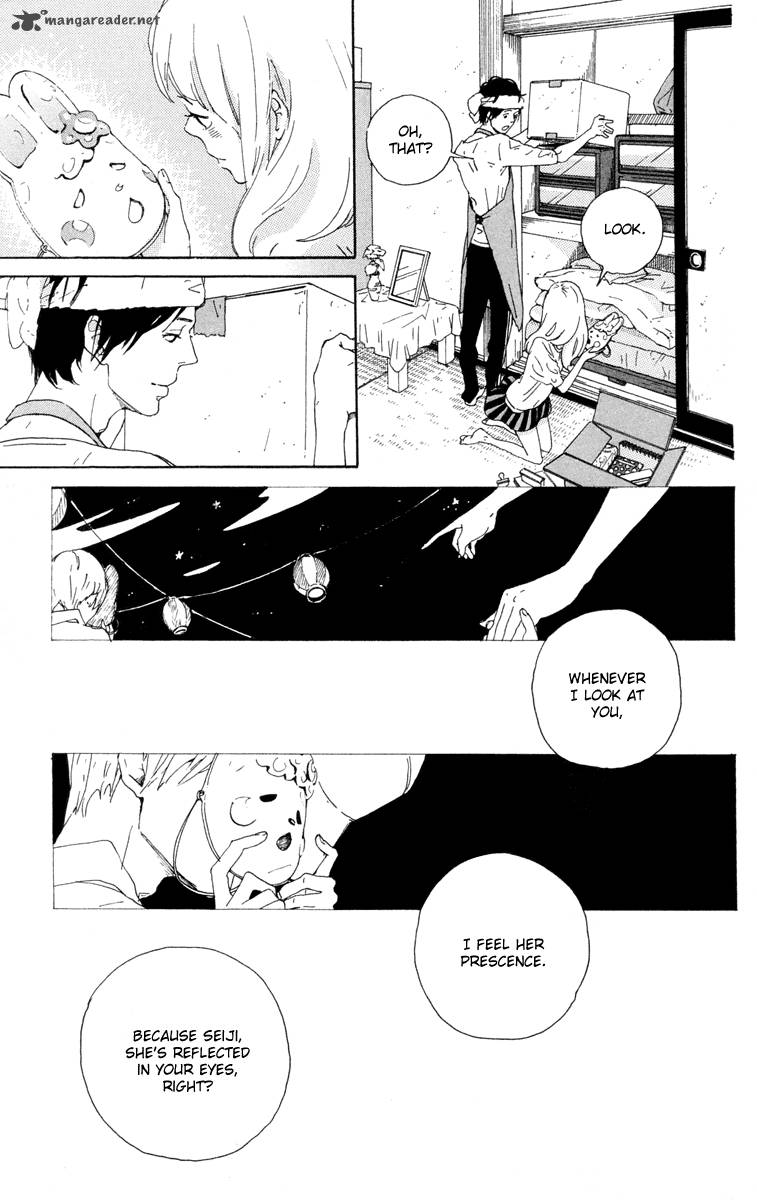 mangareader.net
OH,
THAT?
LOOK.
WHENEVER
I LOOK AT
YOU,
I FEEL HER
PRESCENCE.
BECAUSE SEIJI,
SHE'S REFLECTED
IN YOUR EYES,
RIGHT?